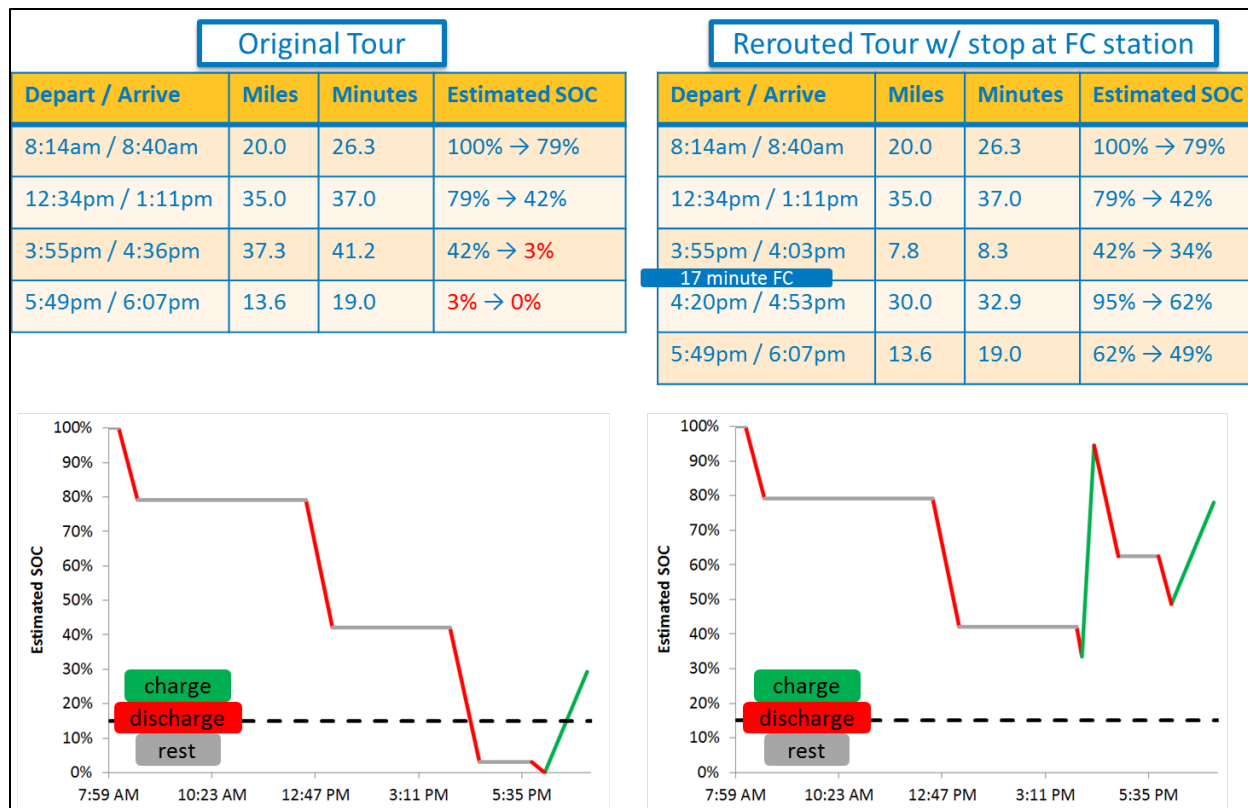 Original Tour
Depart / Arrive Miles Minutes Estimated SOC
8:14am / 8:40am 20.0 26.3 100% → 79%
12:34pm / 1:11pm 35.0 37.0 79% → 42%
3:55pm / 4:36pm 37.3 41.2 42% → 3%
5:49pm / 6:07pm 13.6 19.0 3% → 0%
Rerouted Tour w/ stop at FC station
Depart / Arrive Miles Minutes Estimated SOC
8:14am / 8:40am 20.0 26.3 100% → 79%
12:34pm / 1:11pm 35.0 37.0 79% → 42%
3:55pm / 4:03pm 7.8 8.3 42% → 34%
17 minute FC
4:20pm / 4:53pm 30.0 32.9 95% → 62%
5:49pm / 6:07pm 13.6 19.0 62% → 49%
Estimated SOC
100%
90%
80%
70%
60%
50%
40%
30%
20%
10%
0%
charge
discharge
rest
7:59 AM 10:23 AM 12:47 PM 3:11 PM 5:35 PM
Estimated SOC
100%
90%
80%
70%
60%
50%
40%
30%
20%
10%
0%
charge
discharge
rest
7:59 AM 10:23 AM 12:47 PM 3:11 PM 5:35 PM